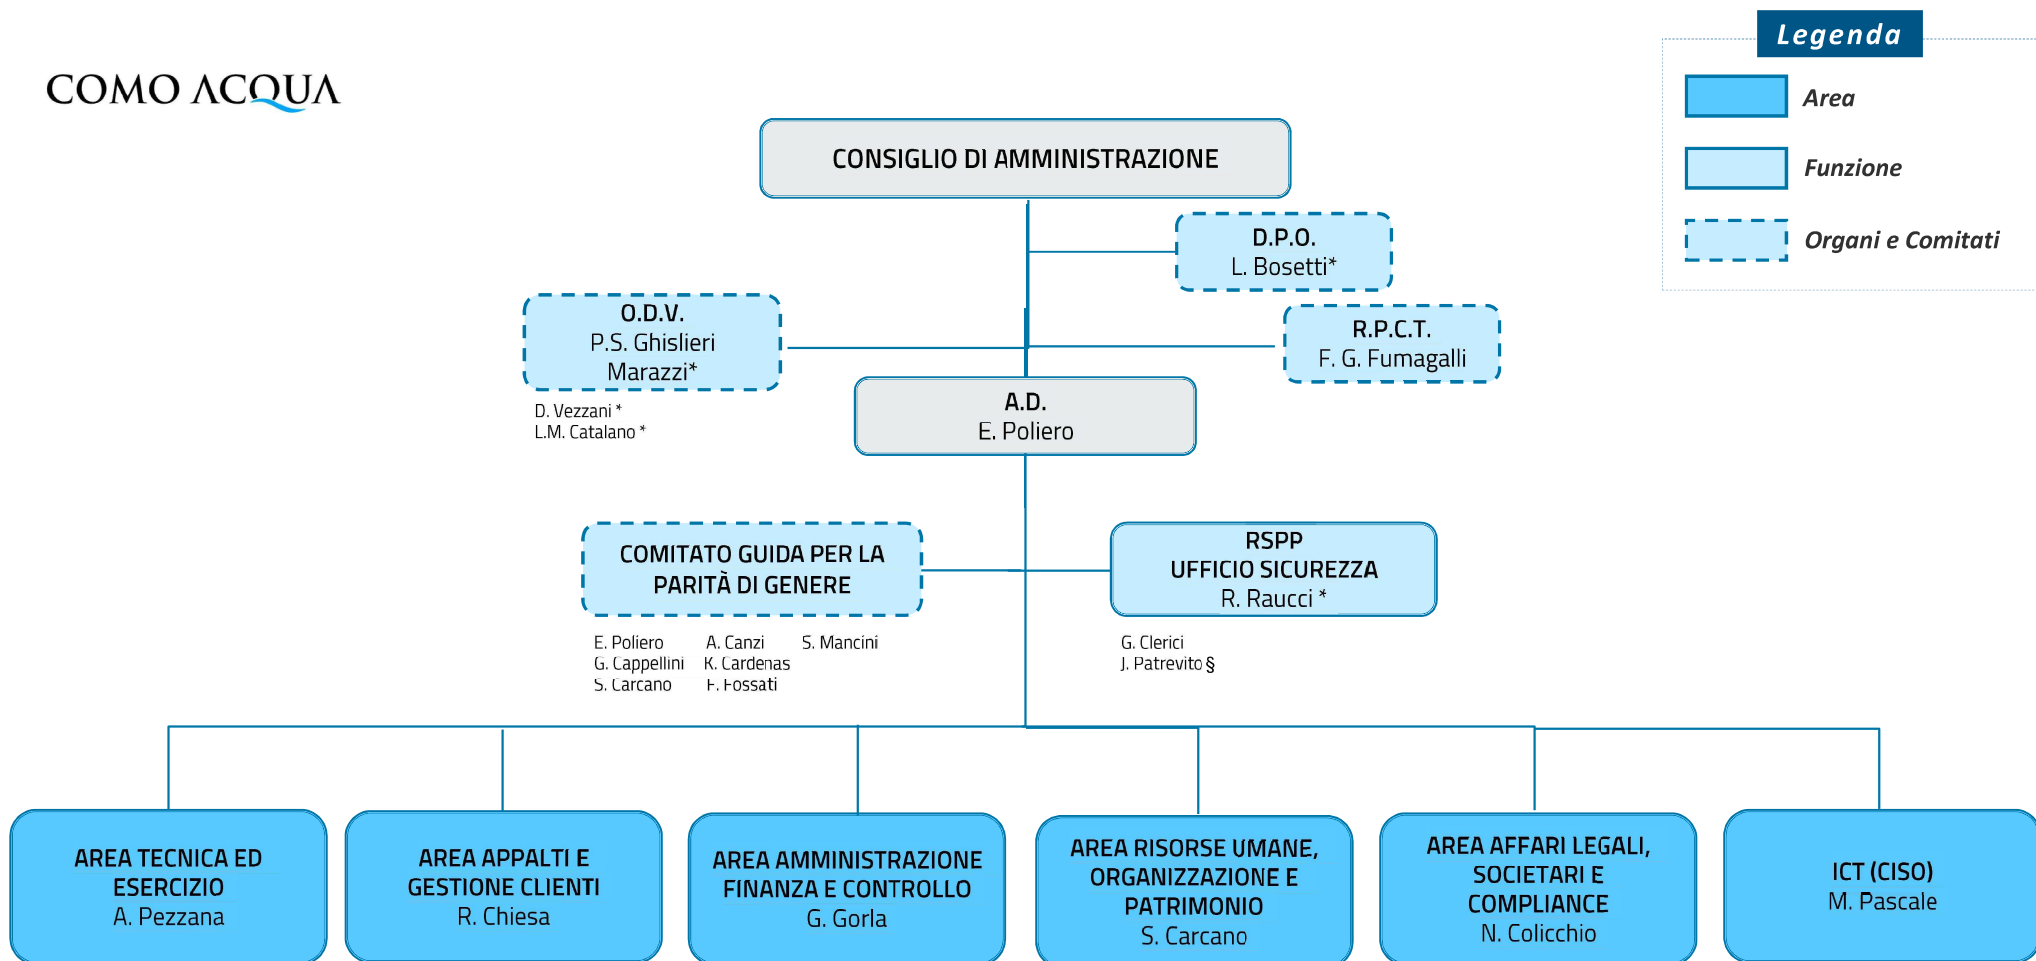 Legenda
COMO ACQUA
Area
Funzione
Organi e Comitati
CONSIGLIO DI AMMINISTRAZIONE
D.P.O.
L. Bosetti*
O.D.V.
P.S. Ghislieri
Marazzi*
D. Vezzani *
L.M. Catalano *
R.P.C.T.
F. G. Fumagalli
A.D.
E. Poliero
COMITATO GUIDA PER LA
PARITÀ DI GENERE
E. Poliero A. Canzi S. Mancini
G. Cappellini K. Cardenas
S. Carcano F. Fossati
RSPP
UFFICIO SICUREZZA
R. Raucci *
G. Clerici
J. Patrevito §
AREA TECNICA ED
ESERCIZIO
A. Pezzana
AREA APPALTI E
GESTIONE CLIENTI
R. Chiesa
AREA AMMINISTRAZIONE
FINANZA E CONTROLLO
G. Gorla
AREA RISORSE UMANE,
ORGANIZZAZIONE E
PATRIMONIO
S. Carcano
AREA AFFARI LEGALI,
SOCIETARI E
COMPLIANCE
N. Colicchio
ICT (CISO)
M. Pascale